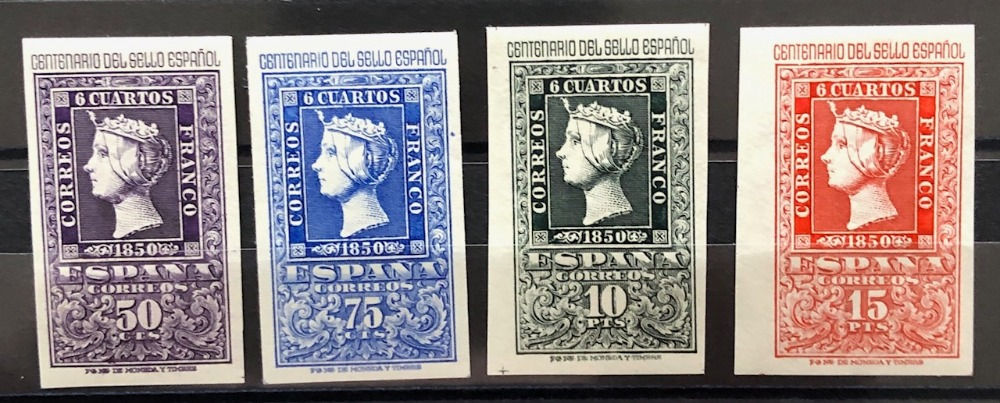 CENTENARIO DEL SELLO ESPAÑOL
6 CUARTOS
CORREOS
FRANCO
1850
ESPAÑA
CORREOS
50
CTS
CENTENARIO DEL SELLO ESPAÑOL
6 CUARTOS
CORREOS
FRANCO
1850
ESPAÑA
CORREOS
75
CTS
CENTENARIO DEL SELLO ESPAÑOL
6 CUARTOS
CORREOS
FRANCO
1850
ESPAÑA
CORREOS
10
PTS
CENTENARIO DEL SELLO ESPAÑOL
6 CUARTOS
CORREOS
FRANCO
1850
ESPAÑA
CORREOS
15
PTS